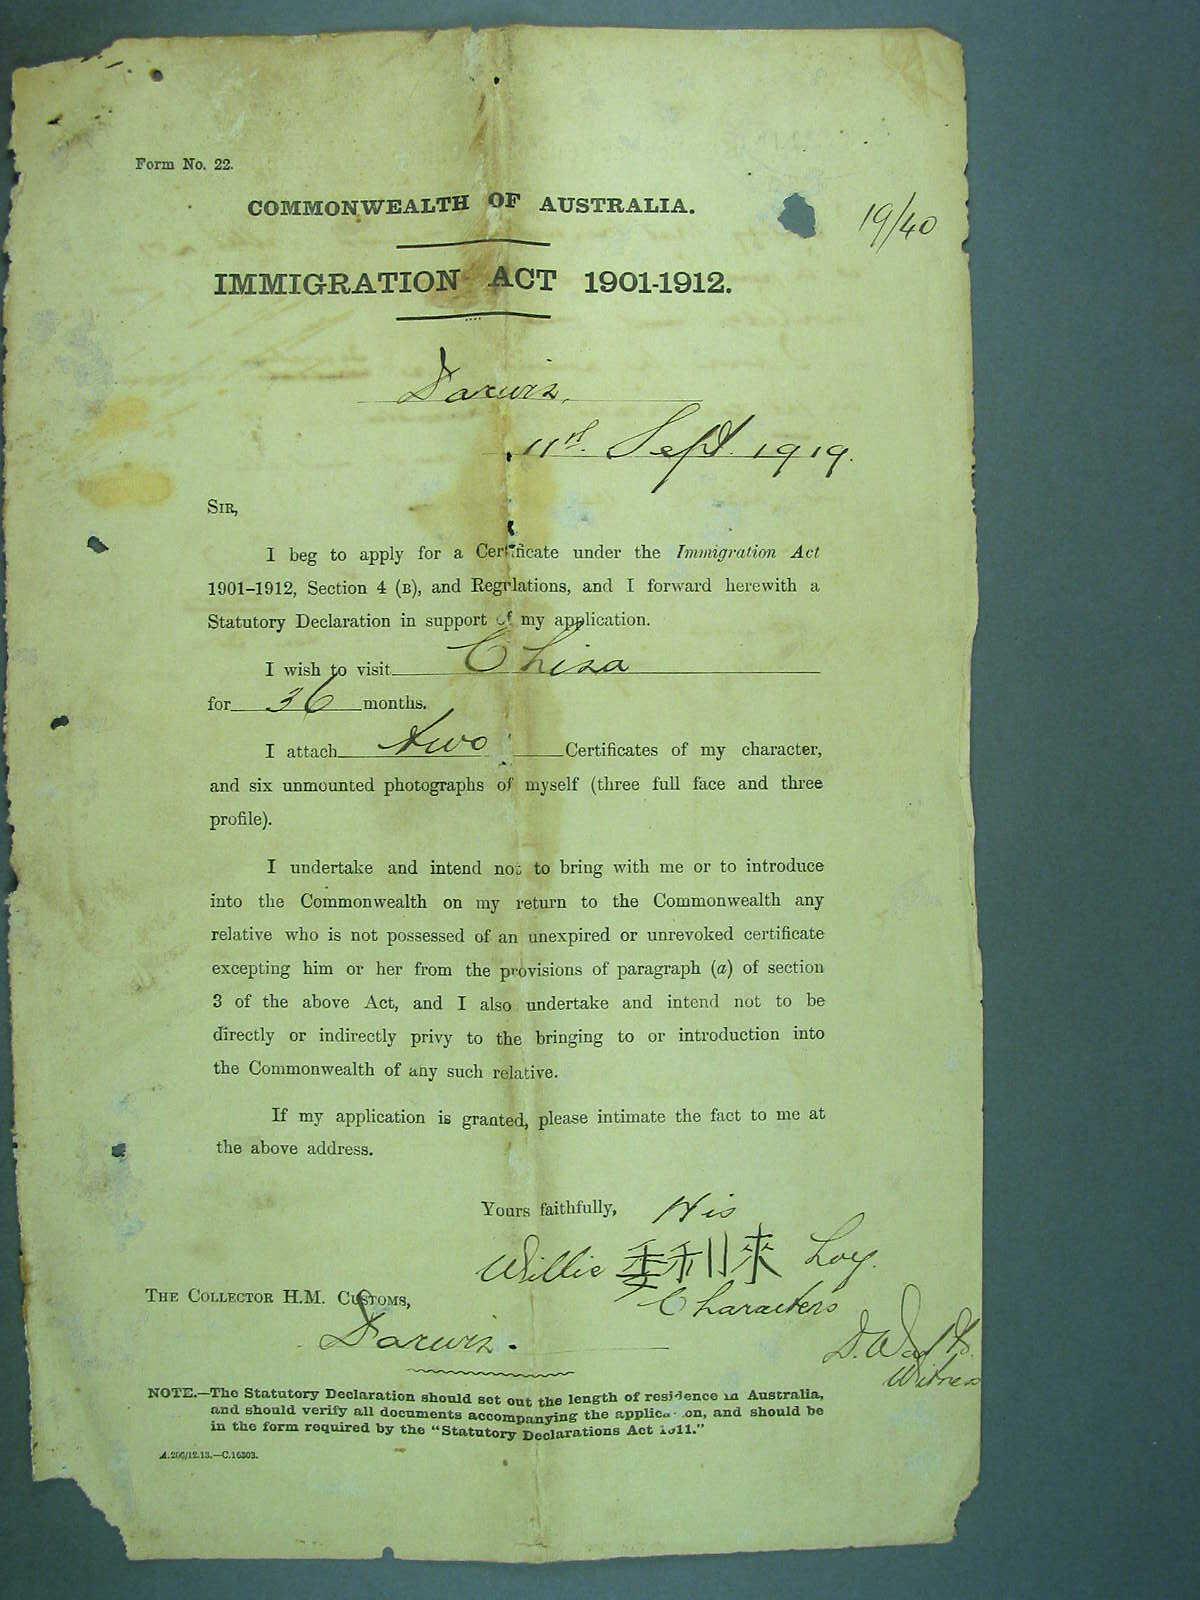 Form No. 22.
COMMONWEALTH OF AUSTRALIA.
19/40
IMMIGRATION ACT 1901-1912.
Darwin,
11th Sept. 1919.
SIR,
I beg to apply for a Certificate under the Immigration Act
1901–1912, Section 4 (B), and Regulations, and I forward herewith a
Statutory Declaration in support of my application.
I wish to visit China
for 36 months.
I attach two Certificates of my character,
and six unmounted photographs of myself (three full face and three
profile).
I undertake and intend not to bring with me or to introduce
into the Commonwealth on my return to the Commonwealth any
relative who is not possessed of an unexpired or unrevoked certificate
excepting him or her from the provisions of paragraph (a) of section
3 of the above Act, and I also undertake and intend not to be
directly or indirectly privy to the bringing to or introduction into
the Commonwealth of any such relative.
If my application is granted, please intimate the fact to me at
the above address.
Yours faithfully, His
Willie 利來 Loy.
Characters
THE COLLECTOR H.M. CUSTOMS,
Darwin.
D.
Witness
NOTE.—The Statutory Declaration should set out the length of residence in Australia,
and should verify all documents accompanying the application, and should be
in the form required by the "Statutory Declarations Act 1911."
A.206/12.13.—C.16303.